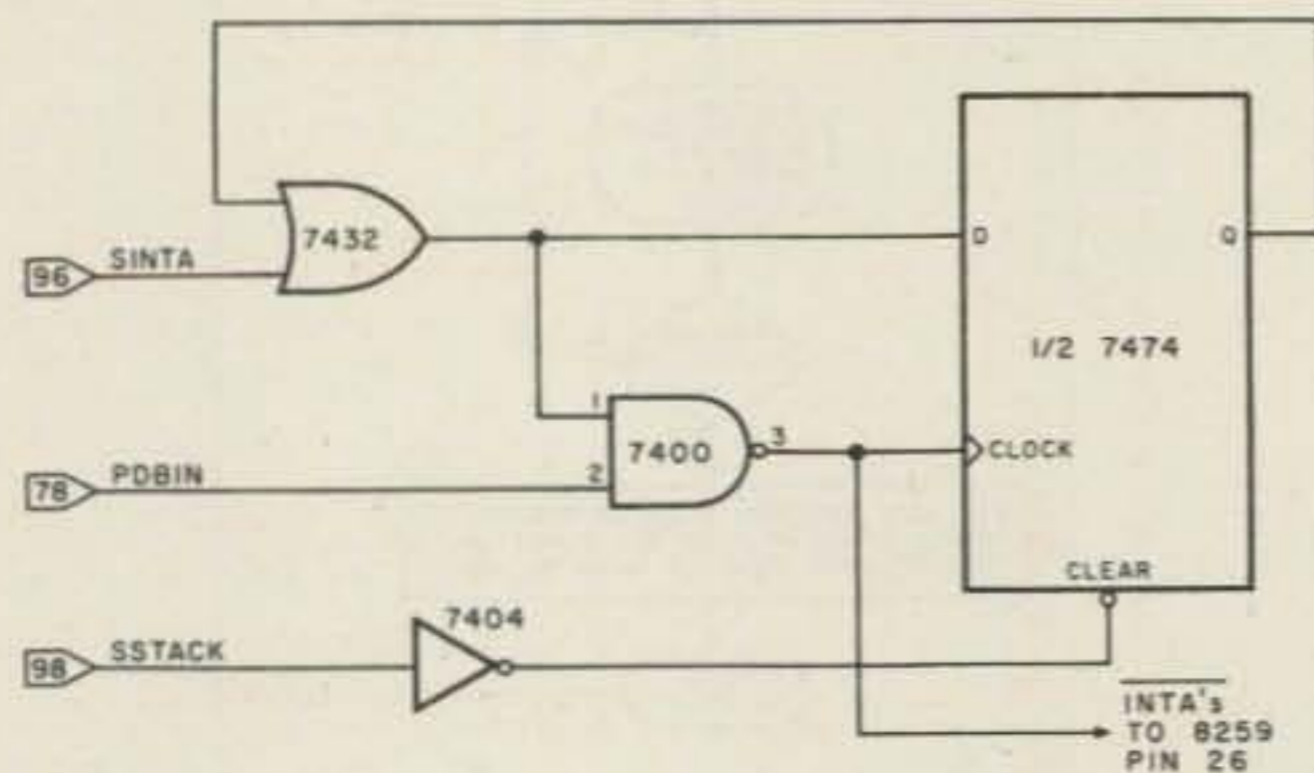 7432
96 SINTA
D
Q
1/2 7474
1
7400
3
CLOCK
78 PDBIN
2
CLEAR
7404
98 SSTACK
INTA's
TO 8259
PIN 26